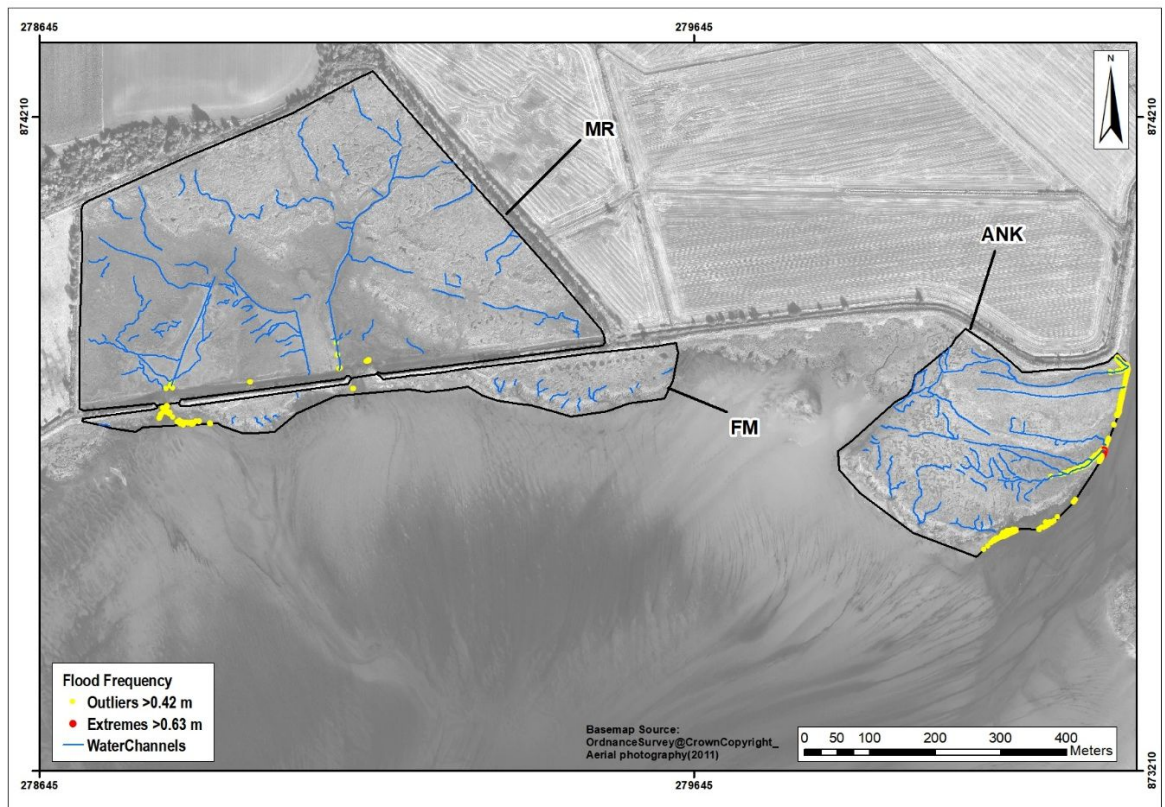 278645
279645
874210
874210
N
MR
ANK
FM
Flood Frequency
Outliers >0.42 m
Extremes >0.63 m
WaterChannels
Basemap Source:
OrdnanceSurvey@CrownCopyright_
Aerial photography(2011)
0 50 100 200 300 400
Meters
873210
873210
278645
279645